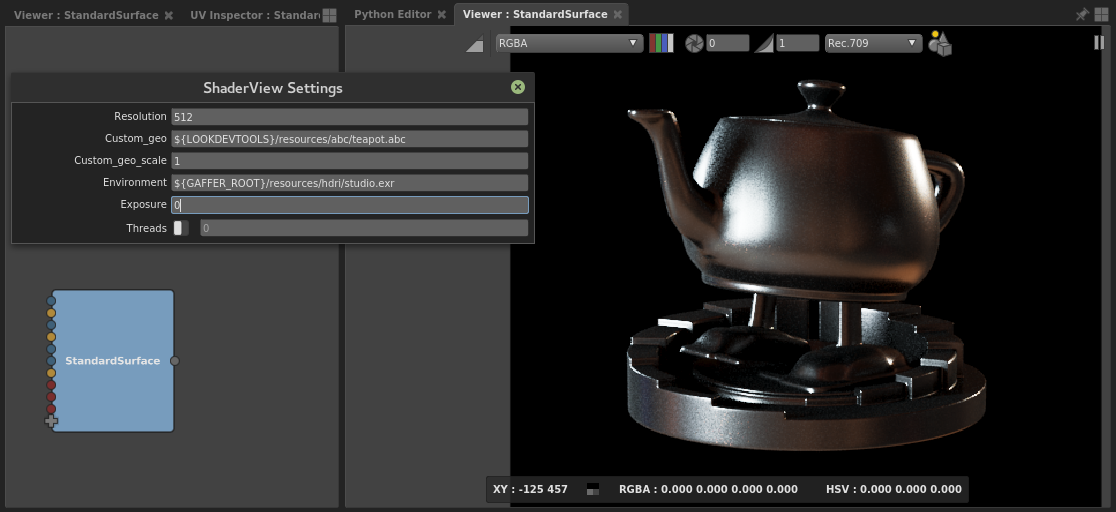 Viewer : StandardSurface
UV Inspector : Standar
Python Editor
Viewer : StandardSurface
RGBA
0
1
Rec.709
ShaderView Settings
Resolution 512
Custom_geo ${LOOKDEVTOOLS}/resources/abc/teapot.abc
Custom_geo_scale 1
Environment ${GAFFER_ROOT}/resources/hdri/studio.exr
Exposure 0
Threads 0
StandardSurface
XY : -125 457 RGBA : 0.000 0.000 0.000 0.000 HSV : 0.000 0.000 0.000